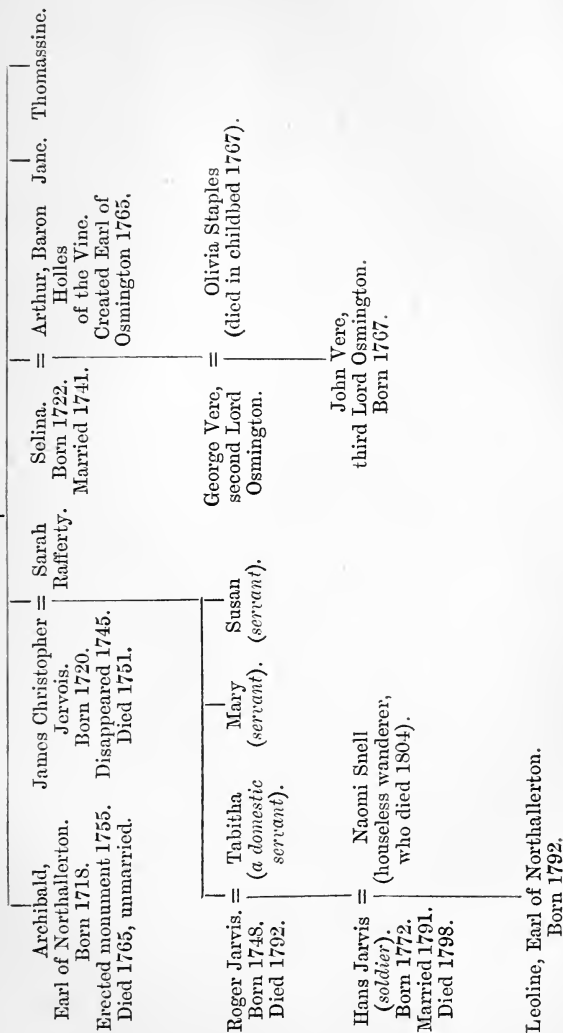 Archibald,
Earl of Northallerton.
Born 1718.
Erected monument 1755.
Died 1765, unmarried.
James Christopher
Jervois.
Born 1720.
Disappeared 1745.
Died 1751.
= Sarah
Rafferty.
Selina.
Born 1722.
Married 1741.
= Arthur, Baron
Holles
of the Vine.
Created Earl of
Osmington 1765.
Jane.
Thomassine.
Roger Jarvis.
Born 1748.
Died 1792.
= Tabitha
(a domestic
servant).
Mary
(servant).
Susan
(servant).
George Vere,
second Lord
Osmington.
= Olivia Staples
(died in childbed 1767).
Hans Jarvis
(soldier).
Born 1772.
Married 1791.
Died 1798.
= Naomi Snell
(houseless wanderer,
who died 1804).
John Vere,
third Lord Osmington.
Born 1767.
Leoline, Earl of Northallerton.
Born 1792.